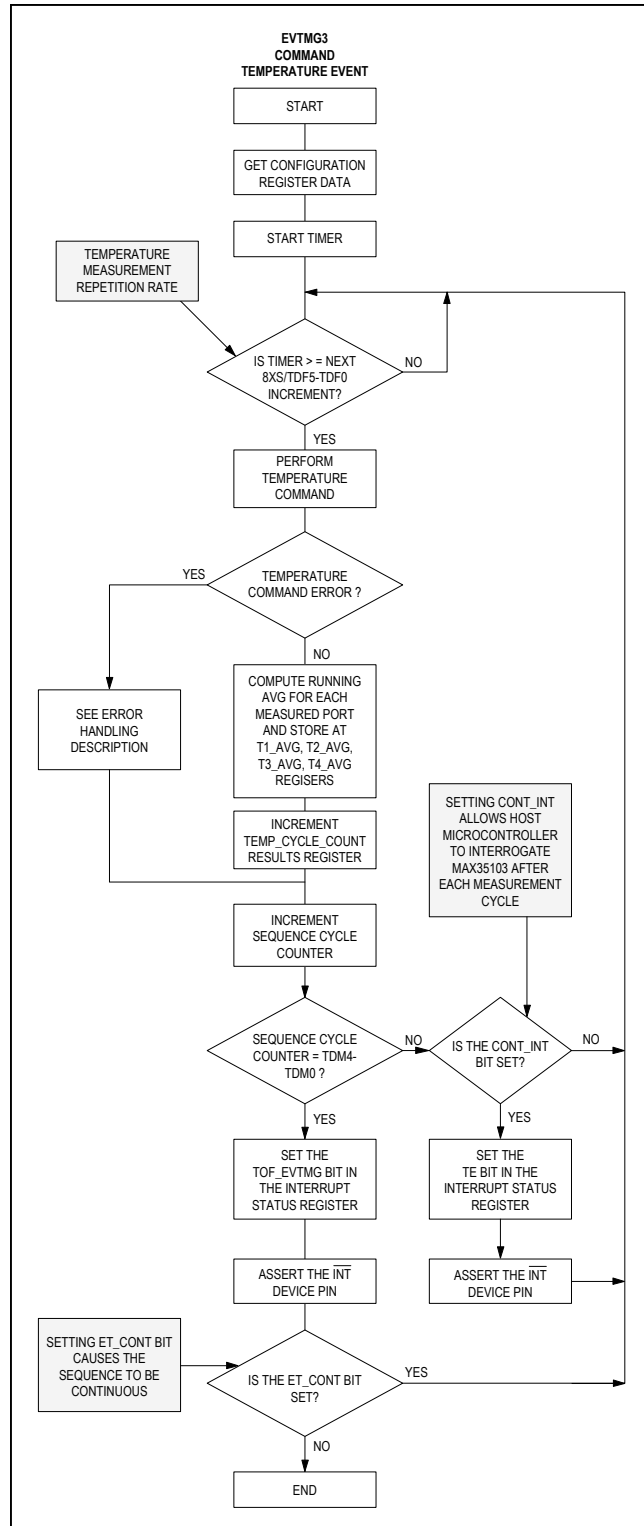 EVTMG3
COMMAND
TEMPERATURE EVENT
START
GET CONFIGURATION
REGISTER DATA
START TIMER
TEMPERATURE
MEASUREMENT
REPETITION RATE
IS TIMER > = NEXT
8XS/TDF5-TDF0
INCREMENT?
NO
YES
PERFORM
TEMPERATURE
COMMAND
YES
TEMPERATURE
COMMAND ERROR ?
NO
COMPUTE RUNNING
AVG FOR EACH
MEASURED PORT
AND STORE AT
T1_AVG, T2_AVG,
T3_AVG, T4_AVG
REGISERS
SEE ERROR
HANDLING
DESCRIPTION
SETTING CONT_INT
ALLOWS HOST
MICROCONTROLLER
TO INTERROGATE
MAX35103 AFTER
EACH MEASUREMENT
CYCLE
INCREMENT
TEMP_CYCLE_COUNT
RESULTS REGISTER
INCREMENT
SEQUENCE CYCLE
COUNTER
SEQUENCE CYCLE
COUNTER = TDM4-
TDM0 ?
NO
IS THE CONT_INT
BIT SET?
NO
YES
YES
SET THE
TOF_EVTMG BIT IN
THE INTERRUPT
STATUS REGISTER
SET THE
TE BIT IN THE
INTERRUPT STATUS
REGISTER
ASSERT THE INT
DEVICE PIN
ASSERT THE INT
DEVICE PIN
SETTING ET_CONT BIT
CAUSES THE
SEQUENCE TO BE
CONTINUOUS
IS THE ET_CONT BIT
SET?
YES
NO
END